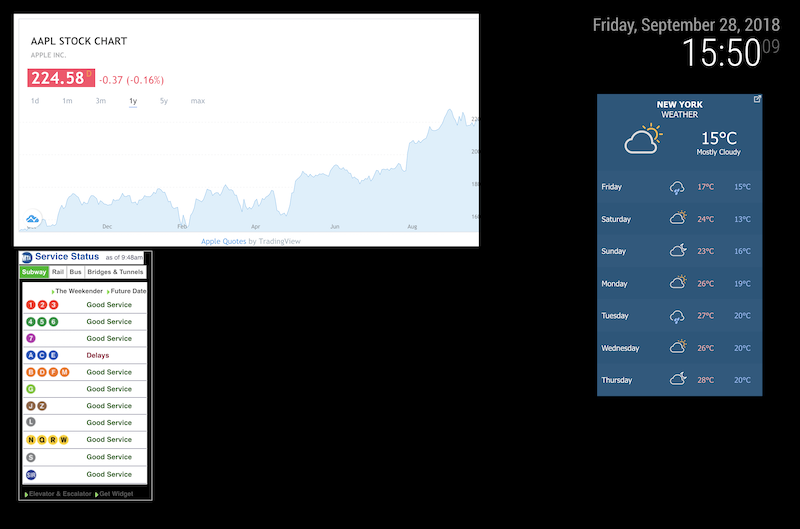 AAPL STOCK CHART
APPLE INC.
224.58 D -0.37 (-0.16%)
1d 1m 3m 1y 5y max
220
200
180
160
Dec Feb Apr Jun Aug
Apple Quotes by TradingView
Friday, September 28, 2018
15:50 09
NEW YORK
WEATHER
15°C
Mostly Cloudy
Friday 17°C 15°C
Saturday 24°C 13°C
Sunday 23°C 16°C
Monday 26°C 19°C
Tuesday 27°C 20°C
Wednesday 26°C 20°C
Thursday 28°C 20°C
Service Status as of 9:48am
Subway Rail Bus Bridges & Tunnels
The Weekender Future Date
1 2 3 Good Service
4 5 6 Good Service
7 Good Service
A C E Delays
B D F M Good Service
G Good Service
J Z Good Service
L Good Service
N Q R W Good Service
S Good Service
SIR Good Service
Elevator & Escalator Get Widget